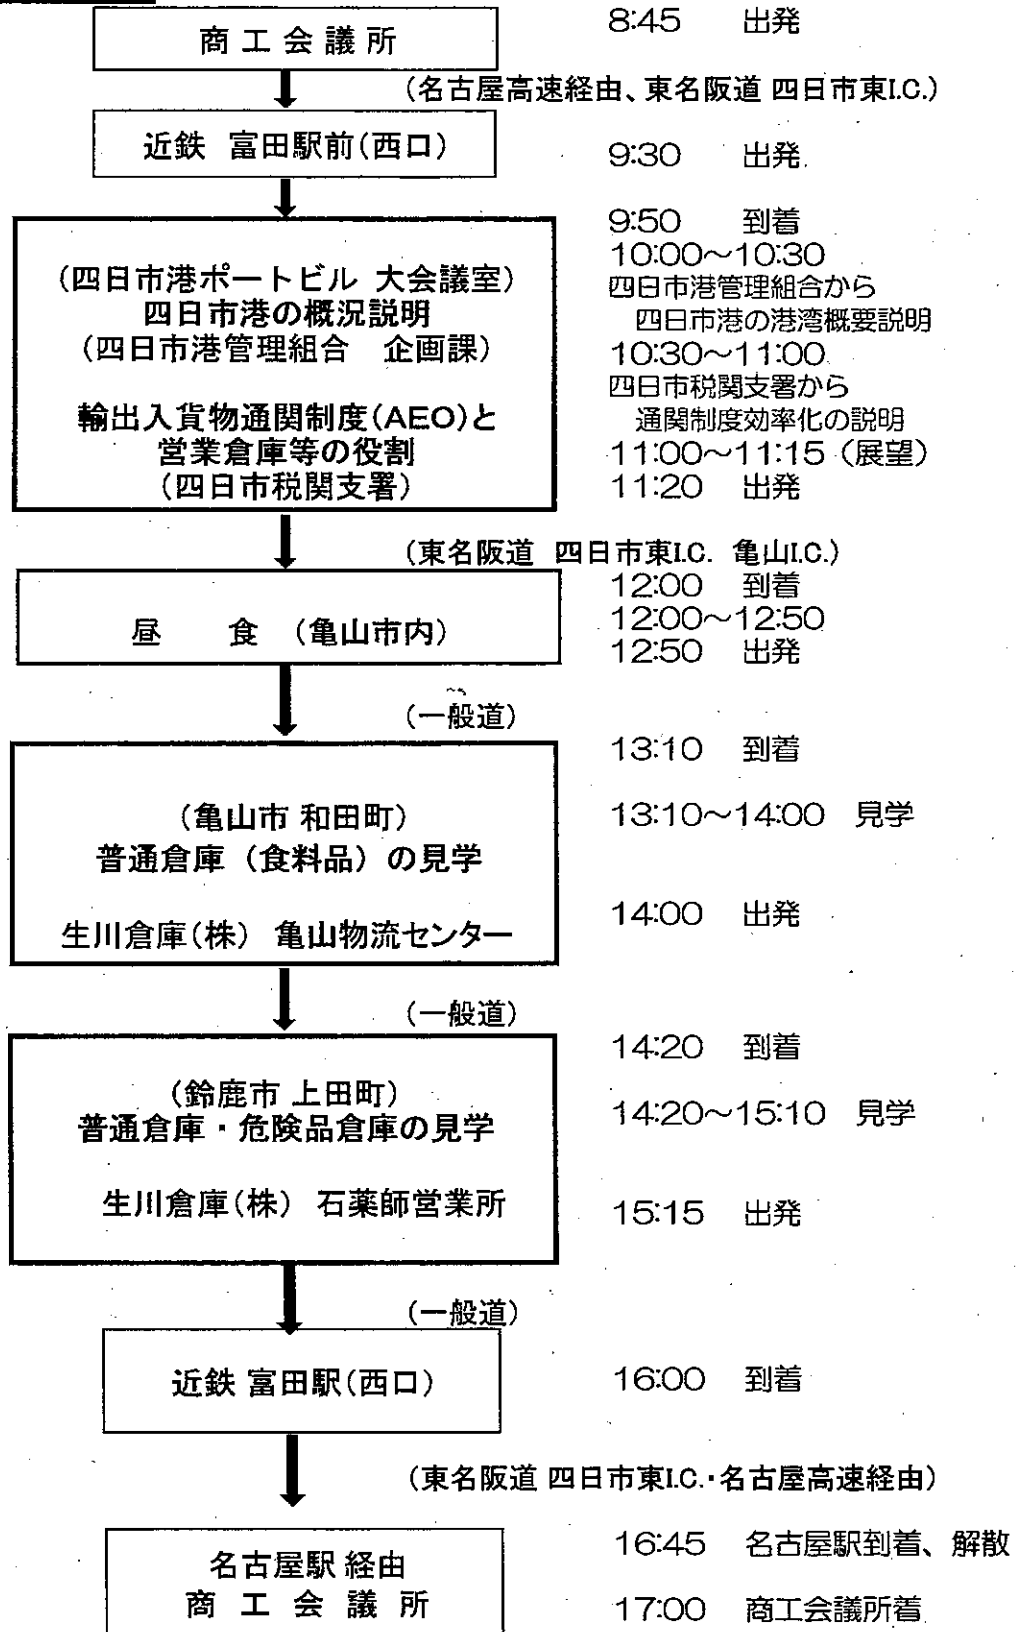 商工会議所
8:45 出発
(名古屋高速経由、東名阪道 四日市東I.C.)
近鉄 富田駅前(西口)
9:30 出発
(四日市港ポートビル 大会議室)
四日市港の概況説明
(四日市港管理組合 企画課)
輸出入貨物通関制度(AEO)と
営業倉庫等の役割
(四日市税関支署)
9:50 到着
10:00～10:30
四日市港管理組合から
四日市港の港湾概要説明
10:30～11:00
四日市税関支署から
通関制度効率化の説明
11:00～11:15 (展望)
11:20 出発
(東名阪道 四日市東I.C. 亀山I.C.)
昼 食 (亀山市内)
12:00 到着
12:00～12:50
12:50 出発
(一般道)
(亀山市 和田町)
普通倉庫(食料品)の見学
生川倉庫(株) 亀山物流センター
13:10 到着
13:10～14:00 見学
14:00 出発
(一般道)
(鈴鹿市 上田町)
普通倉庫・危険品倉庫の見学
生川倉庫(株) 石薬師営業所
14:20 到着
14:20～15:10 見学
15:15 出発
(一般道)
近鉄 富田駅(西口)
16:00 到着
(東名阪道 四日市東I.C.・名古屋高速経由)
名古屋駅 経由
商工会議所
16:45 名古屋駅到着、解散
17:00 商工会議所着